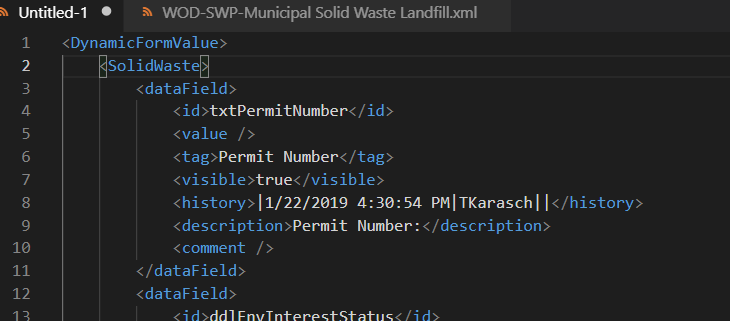 Untitled-1 WOD-SWP-Municipal Solid Waste Landfill.xml
1 <DynamicFormValue>
2 <SolidWaste>
3 <dataField>
4 <id>txtPermitNumber</id>
5 <value />
6 <tag>Permit Number</tag>
7 <visible>true</visible>
8 <history>|1/22/2019 4:30:54 PM|TKarasch||</history>
9 <description>Permit Number:</description>
10 <comment />
11 </dataField>
12 <dataField>
13 <id>ddlEnvInterestStatus</id>